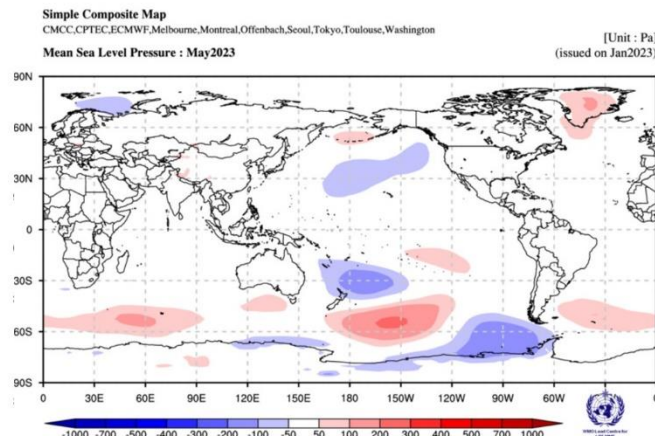 Simple Composite Map
CMCC,CPTEC,ECMWF,Melbourne,Montreal,Offenbach,Seoul,Tokyo,Toulouse,Washington
[Unit : Pa]
Mean Sea Level Pressure : May2023
(issued on Jan2023)
90N
60N
30N
0
30S
60S
90S
0 30E 60E 90E 120E 150E 180 150W 120W 90W 60W 30W 0
-1000 -700 -500 -400 -300 -200 -100 -50 50 100 200 300 400 500 700 1000